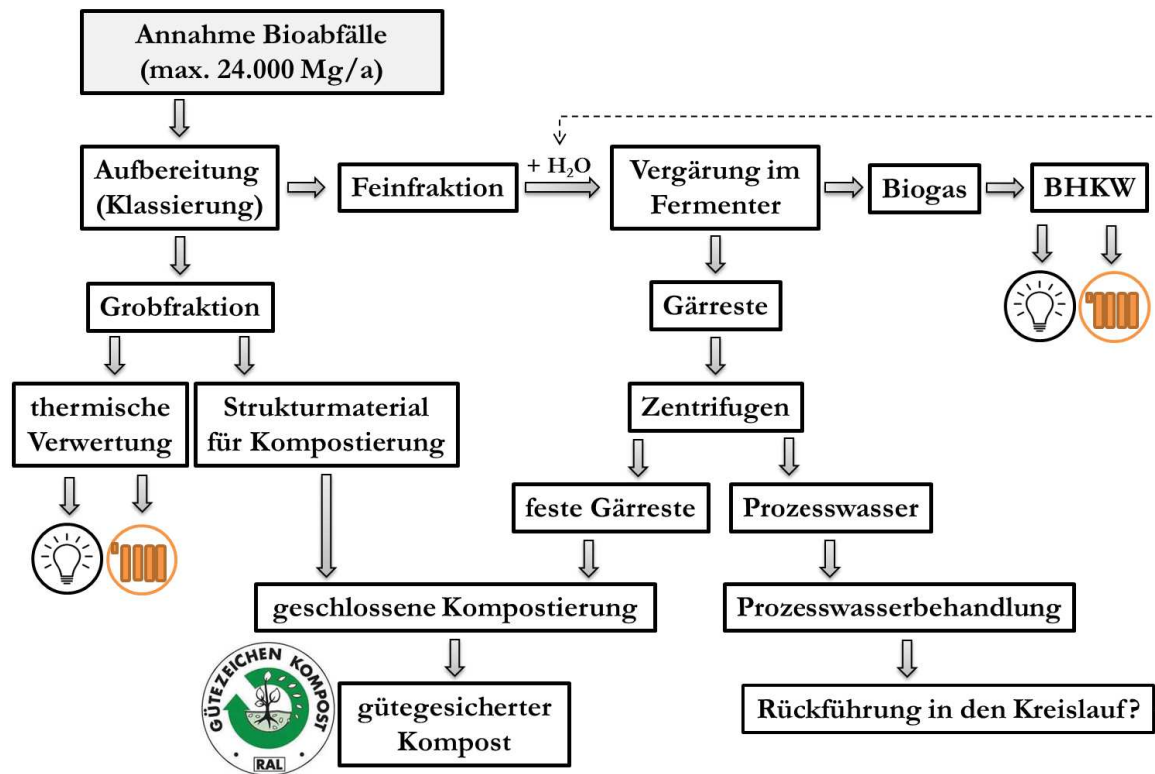 Annahme Bioabfälle
(max. 24.000 Mg/a)
Aufbereitung
(Klassierung)
Feinfraktion
+ H₂O
Vergärung im
Fermenter
Biogas
BHKW
Grobfraktion
Gärreste
thermische
Verwertung
Strukturmaterial
für Kompostierung
Zentrifugen
feste Gärreste
Prozesswasser
geschlossene Kompostierung
Prozesswasserbehandlung
GÜTEZEICHEN KOMPOST
• RAL •
gütegesicherter
Kompost
Rückführung in den Kreislauf?